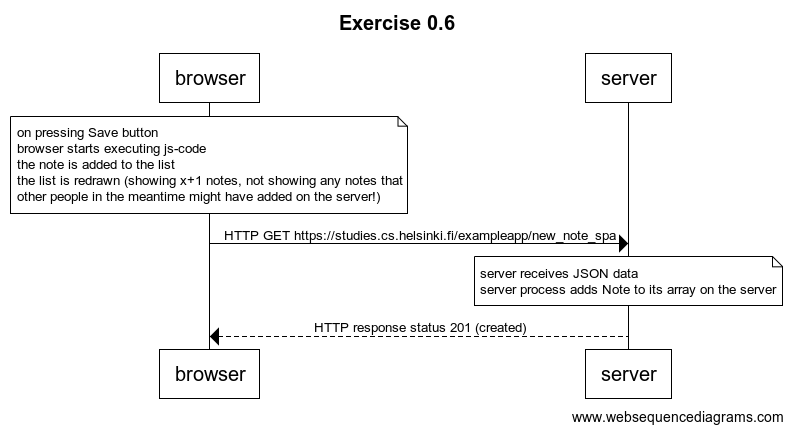 Exercise 0.6
browser
server
on pressing Save button
browser starts executing js-code
the note is added to the list
the list is redrawn (showing x+1 notes, not showing any notes that
other people in the meantime might have added on the server!)
HTTP GET https://studies.cs.helsinki.fi/exampleapp/new_note_spa
server receives JSON data
server process adds Note to its array on the server
HTTP response status 201 (created)
browser
server
www.websequencediagrams.com